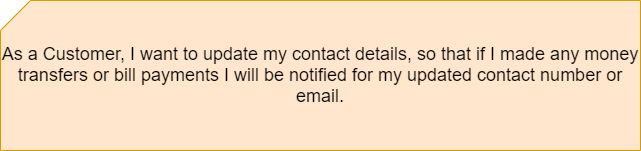 As a Customer, I want to update my contact details, so that if I made any money
transfers or bill payments I will be notified for my updated contact number or
email.